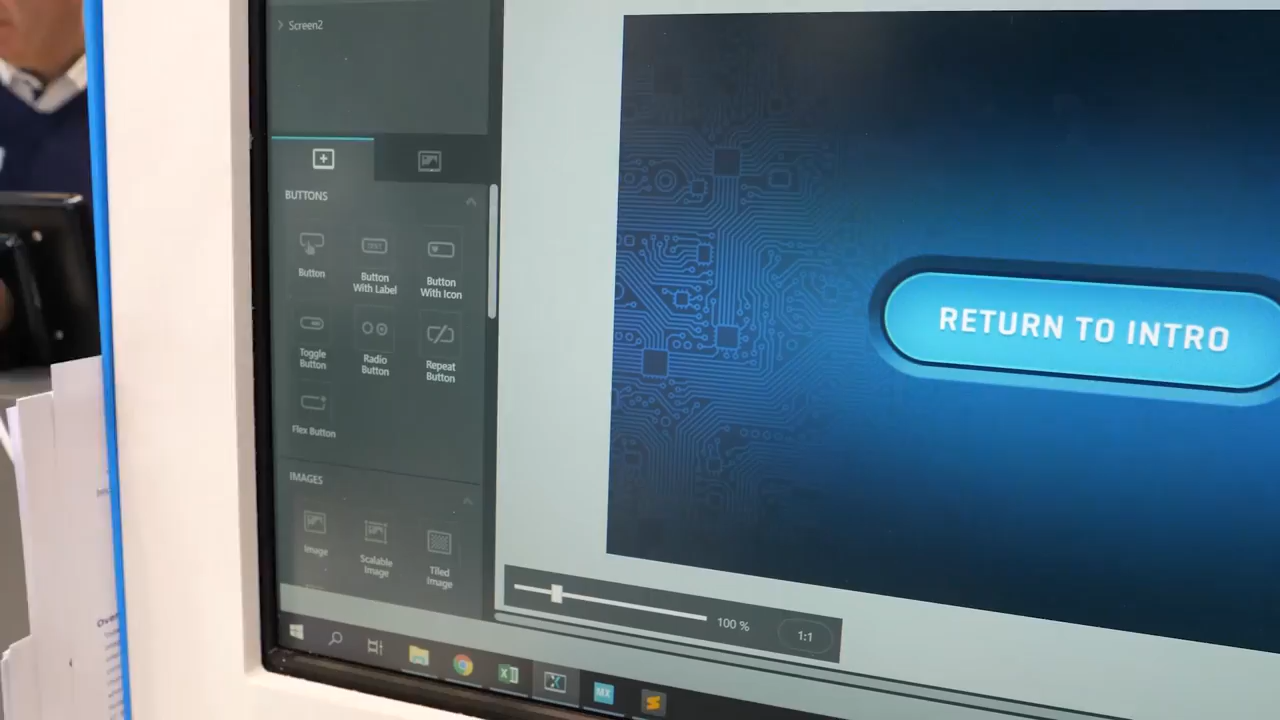 Screen2
BUTTONS
Button
Button
With Label
Button
With Icon
Toggle
Button
Radio
Button
Repeat
Button
Flex Button
IMAGES
Image
Scalable
Image
Tiled
Image
RETURN TO INTRO
100 %
1:1
MX